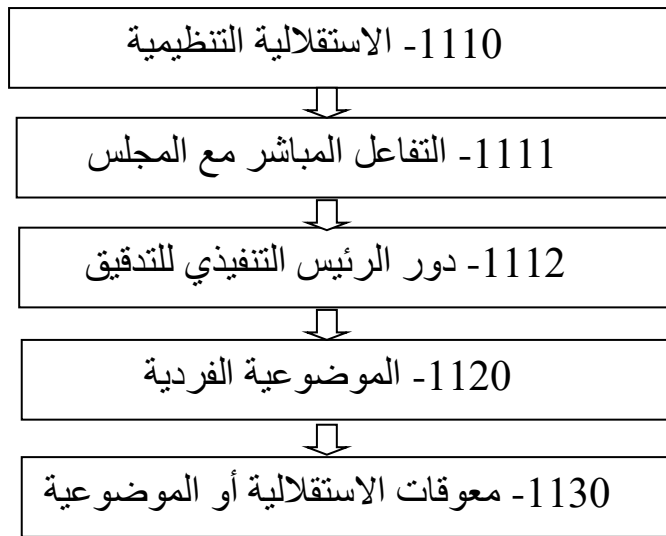 1110- الاستقلالية التنظيمية
1111- التفاعل المباشر مع المجلس
1112- دور الرئيس التنفيذي للتدقيق
1120- الموضوعية الفردية
1130- معوقات الاستقلالية أو الموضوعية